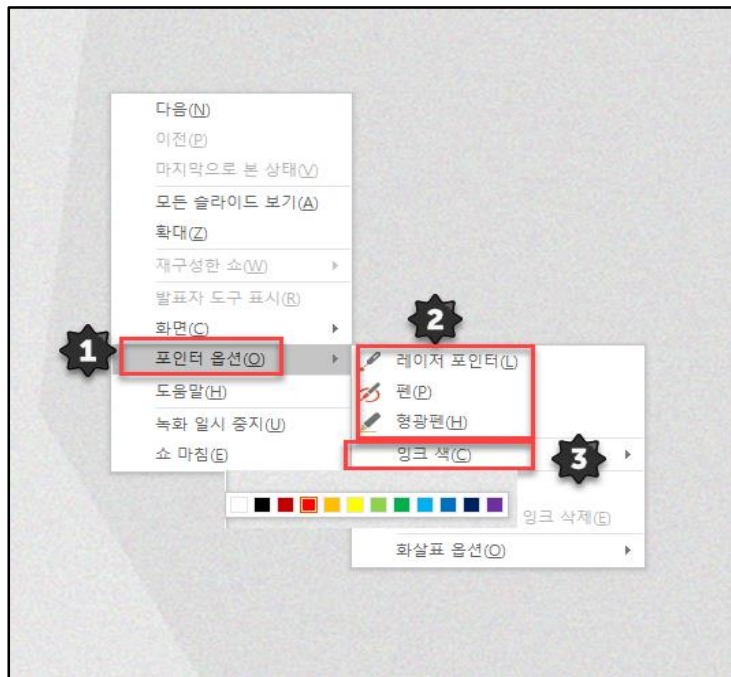 다음(N)
이전(P)
마지막으로 본 상태(V)
모든 슬라이드 보기(A)
확대(Z)
재구성한 쇼(W)
발표자 도구 표시(R)
화면(C)
1
포인터 옵션(O)
도움말(H)
녹화 일시 중지(U)
쇼 마침(E)
2
레이저 포인터(L)
펜(P)
형광펜(H)
잉크 색(C)
3
잉크 삭제(E)
화살표 옵션(O)